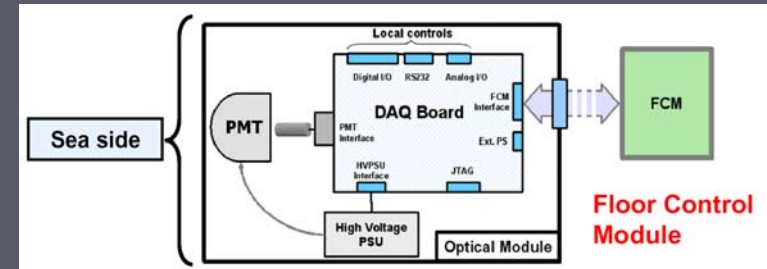 Local controls
Digital I/O RS232 Analog I/O
FCM
Interface
DAQ Board
FCM
PMT
PMT
Interface
Ext. PS
Sea side
HVPSU
Interface
JTAG
High Voltage
PSU
Optical Module
Floor Control
Module